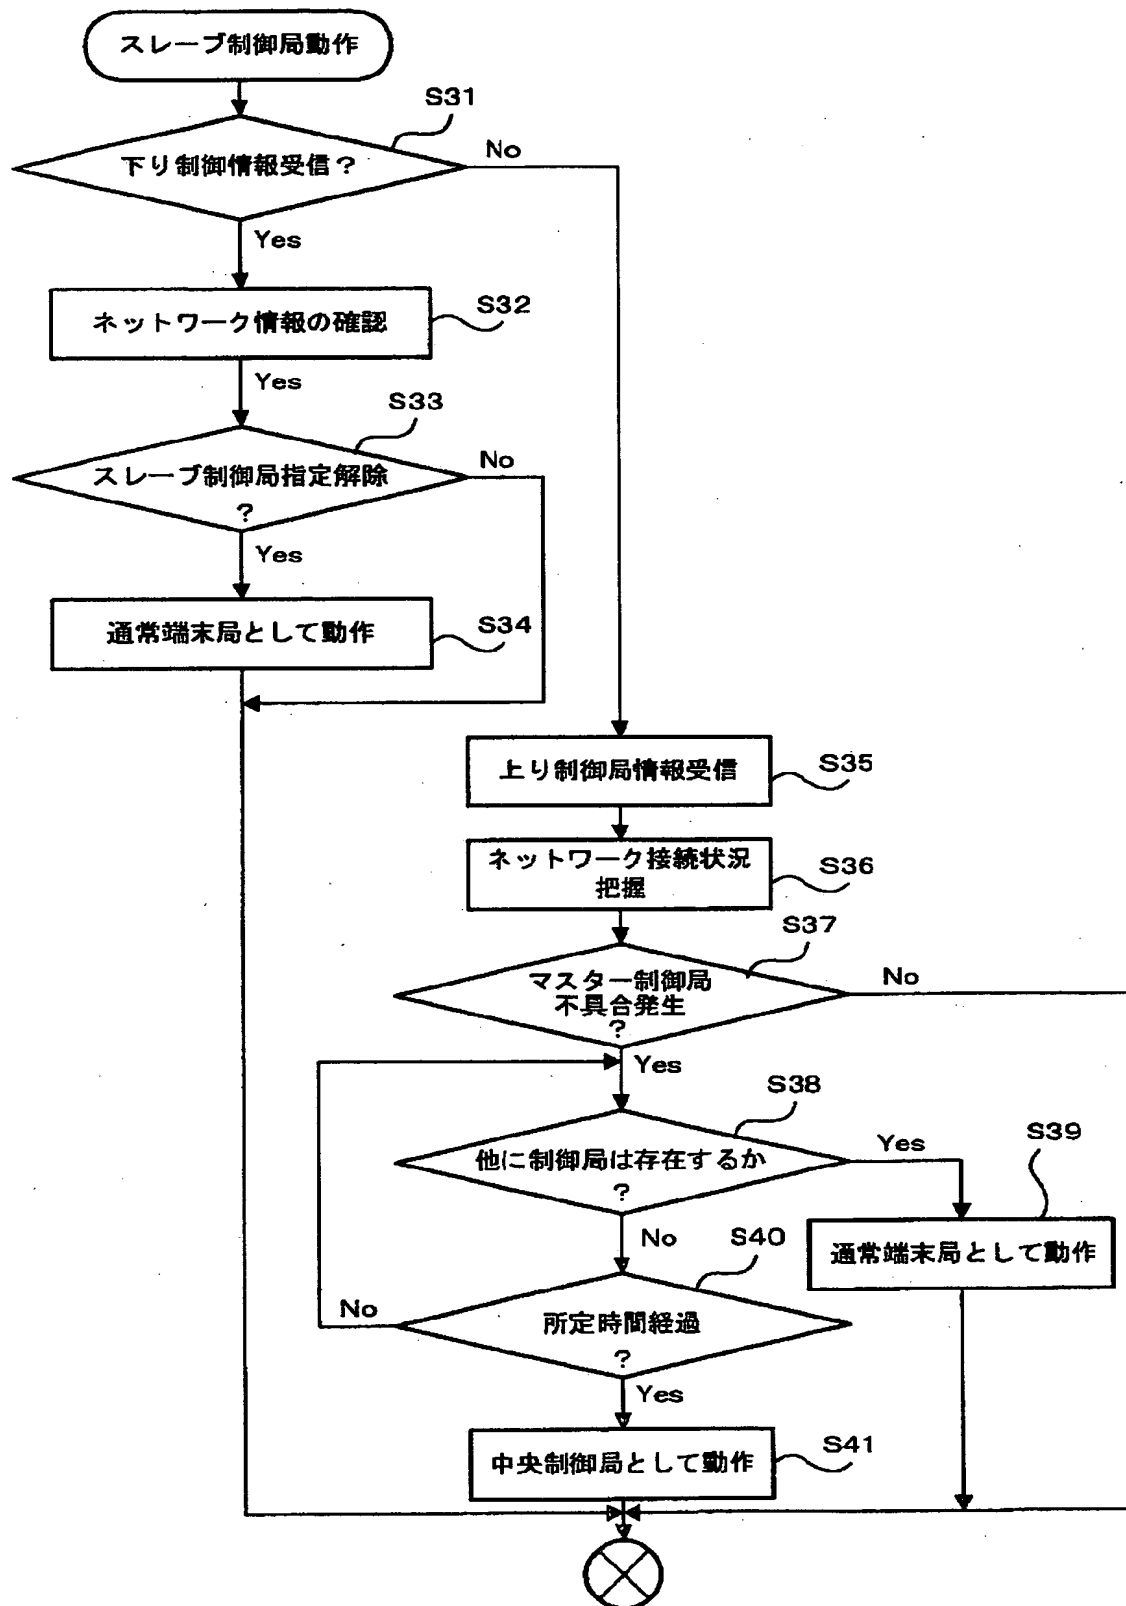 スレーブ制御局動作
S31
下り制御情報受信?
No
Yes
ネットワーク情報の確認
S32
Yes
S33
スレーブ制御局指定解除
?
No
Yes
通常端末局として動作
S34
上り制御局情報受信
S35
ネットワーク接続状況
把握
S36
S37
マスター制御局
不具合発生
?
No
Yes
S38
他に制御局は存在するか
?
Yes
S39
通常端末局として動作
No
S40
所定時間経過
?
No
Yes
中央制御局として動作
S41